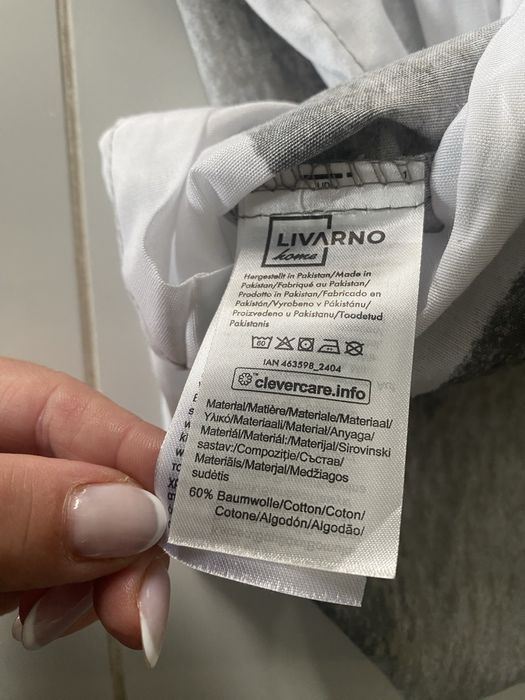 LIVARNO
home
Hergestellt in Pakistan/Made in
Pakistan/Fabriqué au Pakistan/
Prodotto in Pakistan/Fabricado en
Pakistán/Vyrobeno v Pákistánu/
Proizvedeno u Pakistanu/Toodetud
Pakistanis
60
IAN 463598_2404
clevercare.info
Material/Matière/Materiale/Materiaal/
Υλικό/Materiaali/Materiał/Anyaga/
Materiál/Materiál:/Materijal/Sirovinski
sastav:/Compoziție/Състав/
Materiāls/Materjal/Medžiagos
sudėtis
60% Baumwolle/Cotton/Coton/
Cotone/Algodón/Algodão/